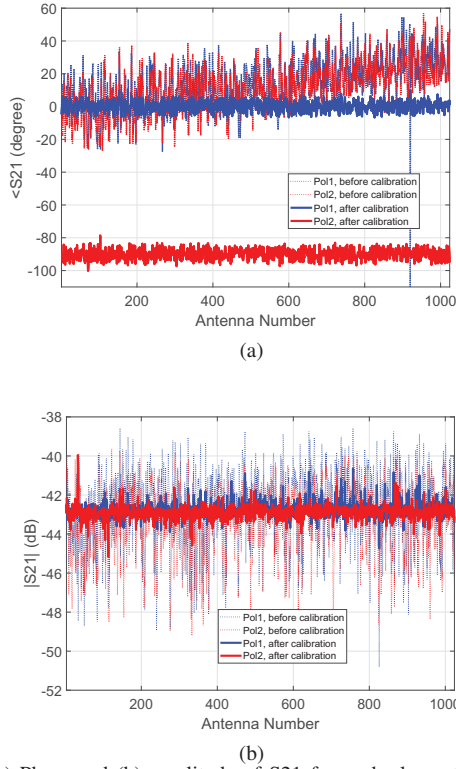 60
40
20
0
-20
-40
-60
-80
-100
<S21 (degree)
Pol1, before calibration
Pol2, before calibration
Pol1, after calibration
Pol2, after calibration
200 400 600 800 1000
Antenna Number
(a)
-38
-40
-42
-44
-46
-48
-50
-52
|S21| (dB)
Pol1, before calibration
Pol2, before calibration
Pol1, after calibration
Pol2, after calibration
200 400 600 800 1000
Antenna Number
(b)